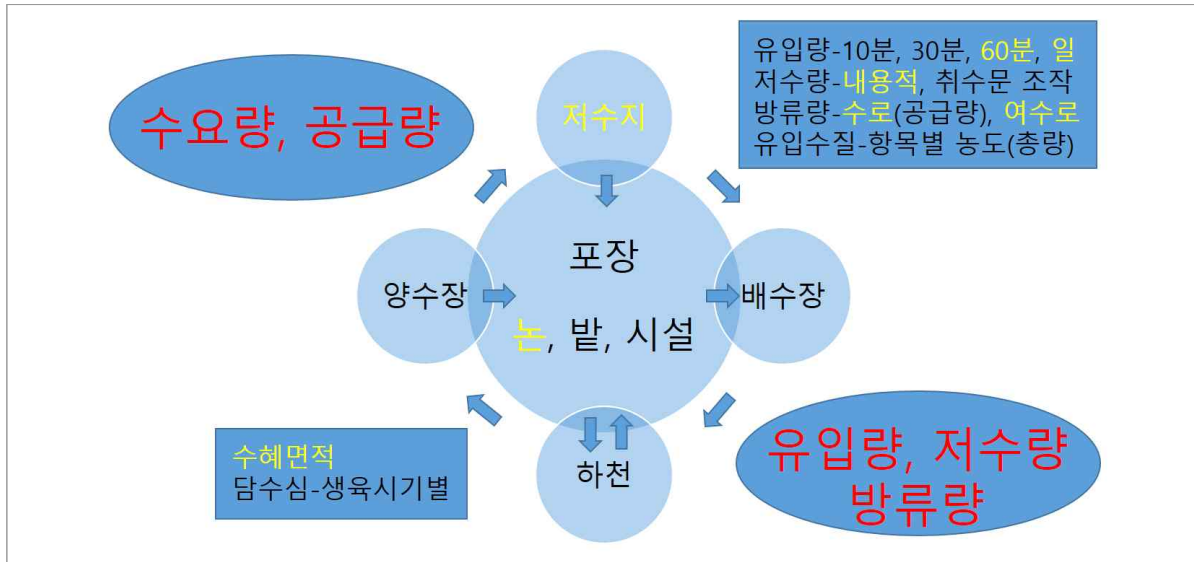 수요량, 공급량
저수지
유입량-10분, 30분, 60분, 일
저수량-내용적, 취수문 조작
방류량-수로(공급량), 여수로
유입수질-항목별 농도(총량)
포장
논, 밭, 시설
양수장
배수장
수혜면적
담수심-생육시기별
하천
유입량, 저수량
방류량